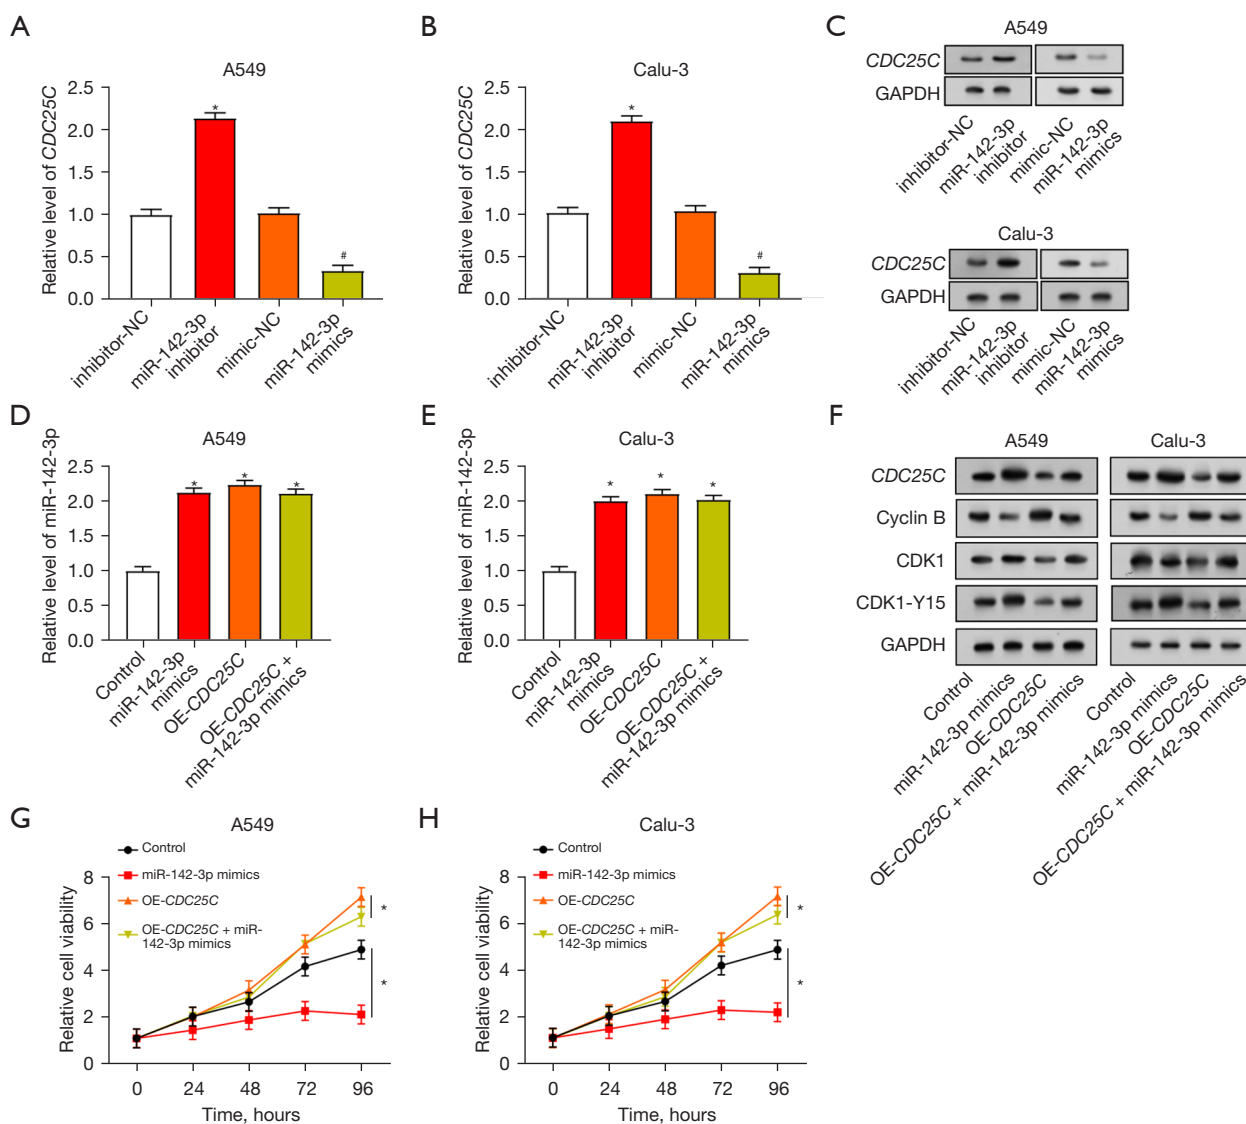 A
A549
Relative level of CDC25C
2.5
2.0
1.5
1.0
0.5
0.0
*
#
inhibitor-NC
miR-142-3p
inhibitor
mimic-NC
miR-142-3p
mimics
B
Calu-3
Relative level of CDC25C
2.5
2.0
1.5
1.0
0.5
0.0
*
#
inhibitor-NC
miR-142-3p
inhibitor
mimic-NC
miR-142-3p
mimics
C
A549
CDC25C
GAPDH
inhibitor-NC
miR-142-3p
inhibitor
mimic-NC
miR-142-3p
mimics
Calu-3
CDC25C
GAPDH
inhibitor-NC
miR-142-3p
inhibitor
mimic-NC
miR-142-3p
mimics
D
A549
Relative level of miR-142-3p
2.5
2.0
1.5
1.0
0.5
0.0
*
*
*
Control
miR-142-3p
mimics
OE-CDC25C
OE-CDC25C +
miR-142-3p mimics
E
Calu-3
Relative level of miR-142-3p
2.5
2.0
1.5
1.0
0.5
0.0
*
*
*
Control
miR-142-3p
mimics
OE-CDC25C
OE-CDC25C +
miR-142-3p mimics
F
A549
Calu-3
CDC25C
Cyclin B
CDK1
CDK1-Y15
GAPDH
Control
miR-142-3p mimics
OE-CDC25C
OE-CDC25C + miR-142-3p mimics
Control
miR-142-3p mimics
OE-CDC25C
OE-CDC25C + miR-142-3p mimics
G
A549
Control
miR-142-3p mimics
OE-CDC25C
OE-CDC25C + miR-
142-3p mimics
Relative cell viability
8
6
4
2
0
*
*
0 24 48 72 96
Time, hours
H
Calu-3
Control
miR-142-3p mimics
OE-CDC25C
OE-CDC25C + miR-
142-3p mimics
Relative cell viability
8
6
4
2
0
*
*
0 24 48 72 96
Time, hours